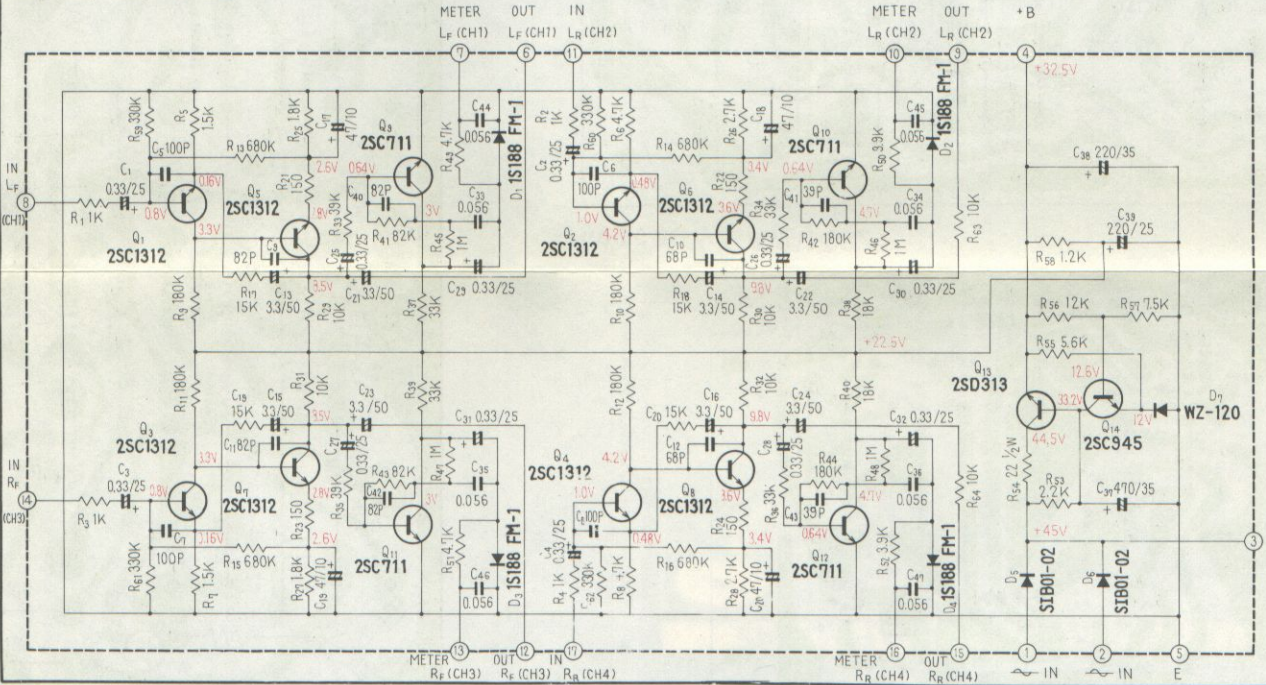 METER OUT IN
LF (CH1) LF (CH1) LR (CH2)
METER OUT
LR (CH2) LR (CH2)
+B
7 6 11 10 9 4
+32.5V
R59 330K
R5 1.5K
R25 1.8K
C17 47/10
Q9
2SC711
C44 0.056
R49 4.7K
D1 1S188 FM-1
R2 1K
R60 330K
R6 4.7K
R26 2.7K
C18 47/10
Q10
2SC711
C45 0.056
R50 3.9K
D2 1S188 FM-1
C5 100P
R13 680K
2.6V
0.64V
C2 0.33/25
C6 100P
R14 680K
3.4V
0.64V
C38 220/35
IN
LF
8
(CH1)
R1 1K
C1 0.33/25
0.8V
0.16V
3.3V
Q1
2SC1312
Q5
2SC1312
R21 150
C9 82P
3.5V
R33 39K
C40 82P
R41 82K
C25 0.33/25
3V
R45 1M
C33 0.056
C29 0.33/25
1.0V
4.2V
Q2
2SC1312
Q6
2SC1312
R22 150
3.6V
C10 68P
9.8V
R34 33K
C41 39P
R42 180K
C26 0.33/25
4.7V
R46 1M
C34 0.056
C30 0.33/25
R63 10K
C39 220/25
R58 1.2K
R17 15K
C13 3.3/50
C21 3.3/50
R9 180K
R29 10K
R37 33K
R18 15K
C14 3.3/50
C22 3.3/50
R10 180K
R30 10K
R38 18K
+22.5V
R56 12K
R57 7.5K
R55 5.6K
Q13
2SD313
12.6V
33.2V
44.5V
Q14
2SC945
12V
D7
WZ-120
R11 180K
R31 10K
R39 33K
R12 180K
R32 10K
R40 18K
C19 15K
C15 3.3/50
C23 3.3/50
3.5V
C11 82P
C27 0.33/25
C31 0.33/25
C20 15K
C16 3.3/50
C24 3.3/50
9.8V
C12 68P
C28 0.33/25
C32 0.33/25
Q3
2SC1312
3.3V
IN
RF
14
(CH3)
R3 1K
C3 0.33/25
0.8V
0.16V
C7 100P
R61 330K
R7 1.5K
Q7
2SC1312
2.8V
R23 150
2.6V
R15 680K
R27 1.8K
C19 47/10
R35 39K
R43 82K
C42 82P
3V
Q11
2SC711
R47 1M
C35 0.056
R51 4.7K
C46 0.056
D3 1S188 FM-1
Q4
2SC1312
4.2V
1.0V
0.48V
C8 100P
C4 0.33/25
R4 1K
330K
R8
Q8
2SC1312
3.6V
R24 150
3.4V
R16 680K
R28 2.7K
C20 47/10
R36 33K
R44 180K
C43 39P
0.64V
4.7V
Q12
2SC711
R48 1M
C36 0.056
R52 3.9K
C47 0.056
D4 1S188 FM-1
R64 10K
R54 22 1/2W
R53 2.2K
C37 470/35
+45V
3
D5
SIB01-02
D6
SIB01-02
13 12 17 16 15 1 2 5
METER OUT IN
RF (CH3) RF (CH3) RR (CH4)
METER OUT
RR (CH4) RR (CH4)
IN IN E